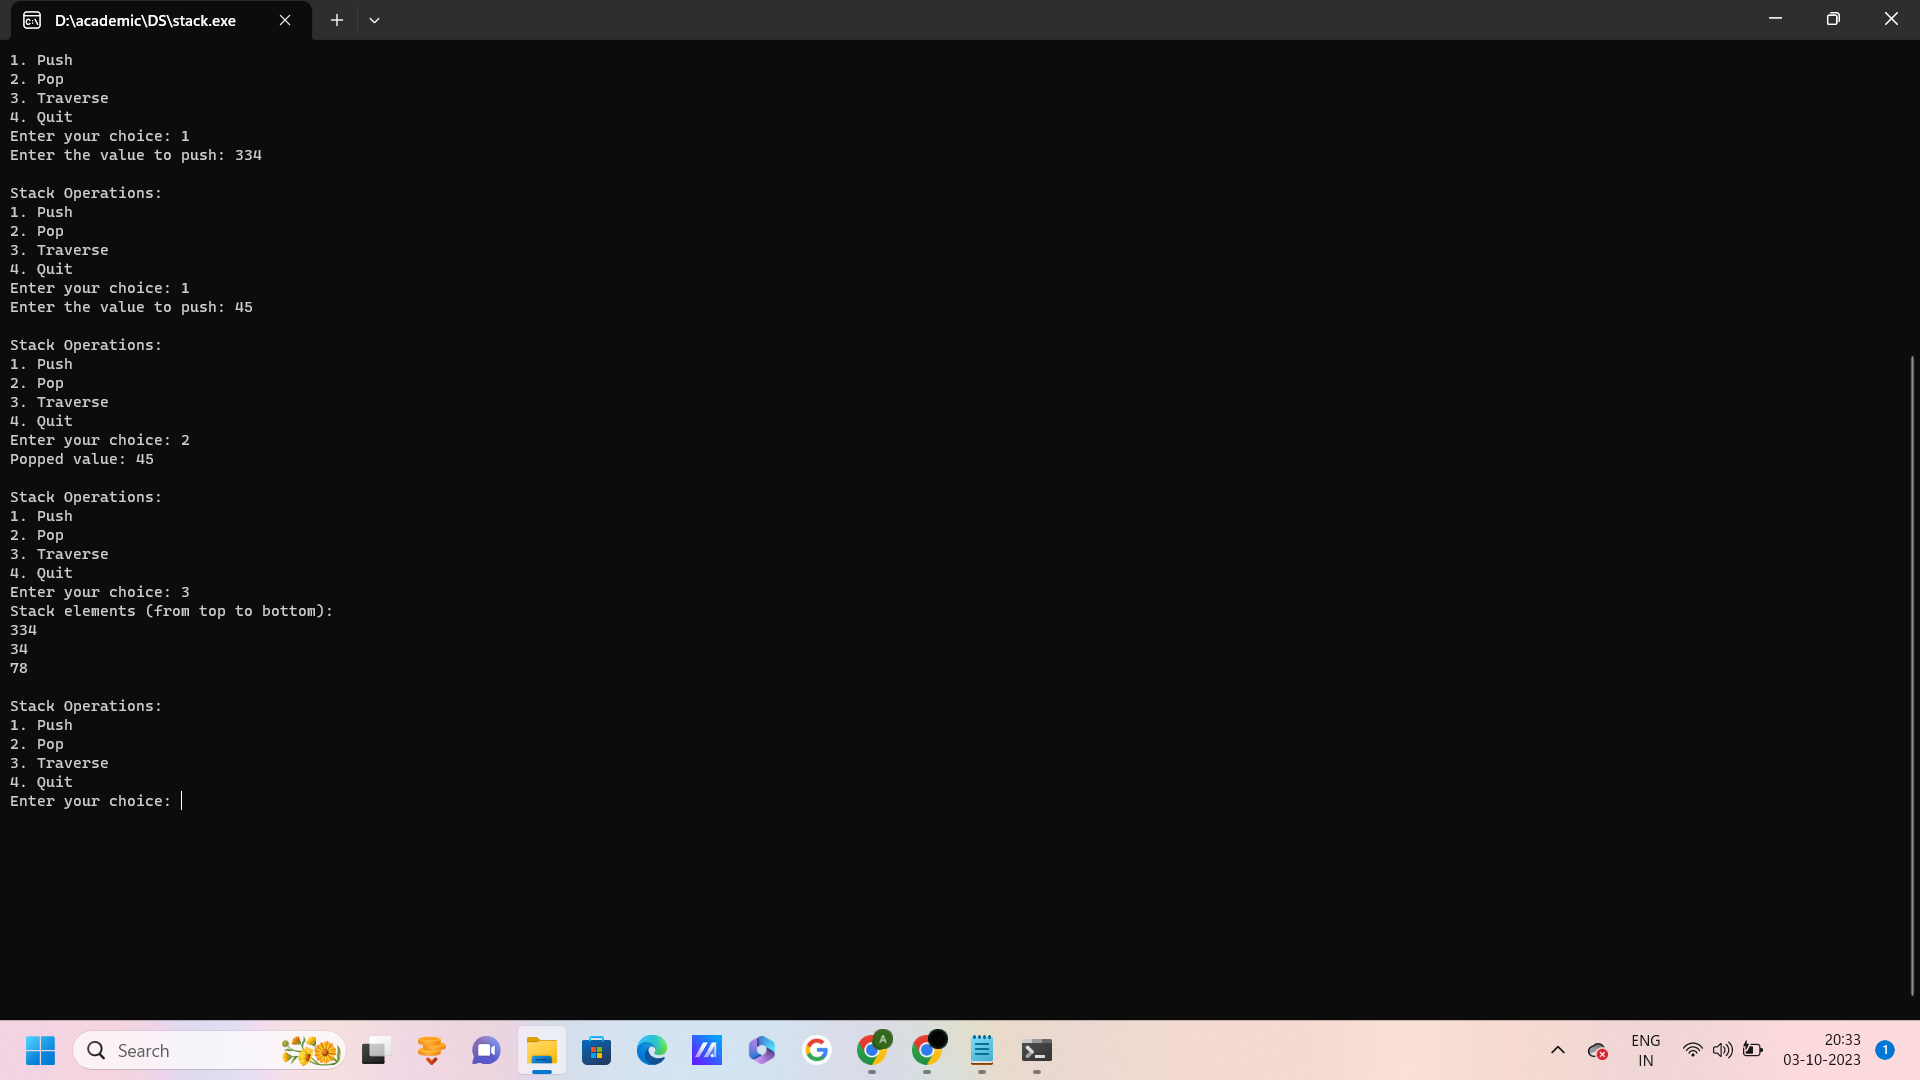 D:\academic\DS\stack.exe
1. Push
2. Pop
3. Traverse
4. Quit
Enter your choice: 1
Enter the value to push: 334
Stack Operations:
1. Push
2. Pop
3. Traverse
4. Quit
Enter your choice: 1
Enter the value to push: 45
Stack Operations:
1. Push
2. Pop
3. Traverse
4. Quit
Enter your choice: 2
Popped value: 45
Stack Operations:
1. Push
2. Pop
3. Traverse
4. Quit
Enter your choice: 3
Stack elements (from top to bottom):
334
34
78
Stack Operations:
1. Push
2. Pop
3. Traverse
4. Quit
Enter your choice:
Search
A
ENG
IN
20:33
03-10-2023
1